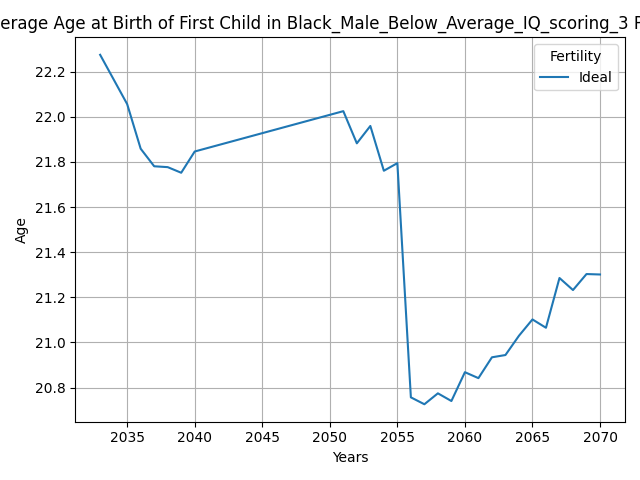 erage Age at Birth of First Child in Black_Male_Below_Average_IQ_scoring_3
Fertility
Ideal
22.2
22.0
21.8
21.6
21.4
21.2
21.0
20.8
Age
2035 2040 2045 2050 2055 2060 2065 2070
Years